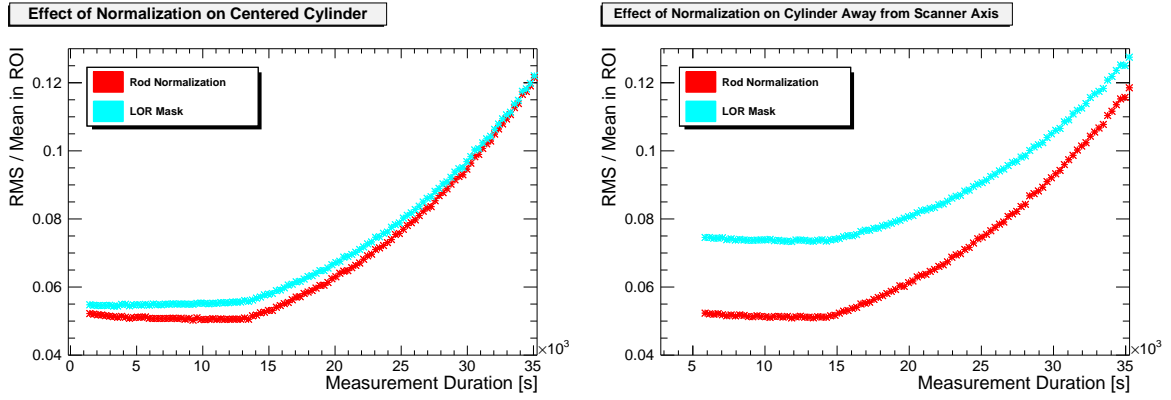 Effect of Normalization on Centered Cylinder
RMS / Mean in ROI
0.12
0.1
0.08
0.06
0.04
Rod Normalization
LOR Mask
0 5 10 15 20 25 30 35
×10³
Measurement Duration [s]
Effect of Normalization on Cylinder Away from Scanner Axis
RMS / Mean in ROI
0.12
0.1
0.08
0.06
0.04
Rod Normalization
LOR Mask
5 10 15 20 25 30 35
×10³
Measurement Duration [s]